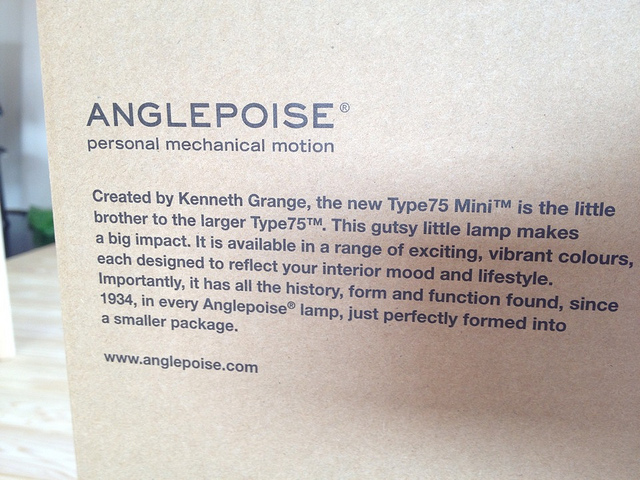 ANGLEPOISE®
personal mechanical motion
Created by Kenneth Grange, the new Type75 Mini™ is the little
brother to the larger Type75™. This gutsy little lamp makes
a big impact. It is available in a range of exciting, vibrant colours,
each designed to reflect your interior mood and lifestyle.
Importantly, it has all the history, form and function found, since
1934, in every Anglepoise® lamp, just perfectly formed into
a smaller package.
www.anglepoise.com